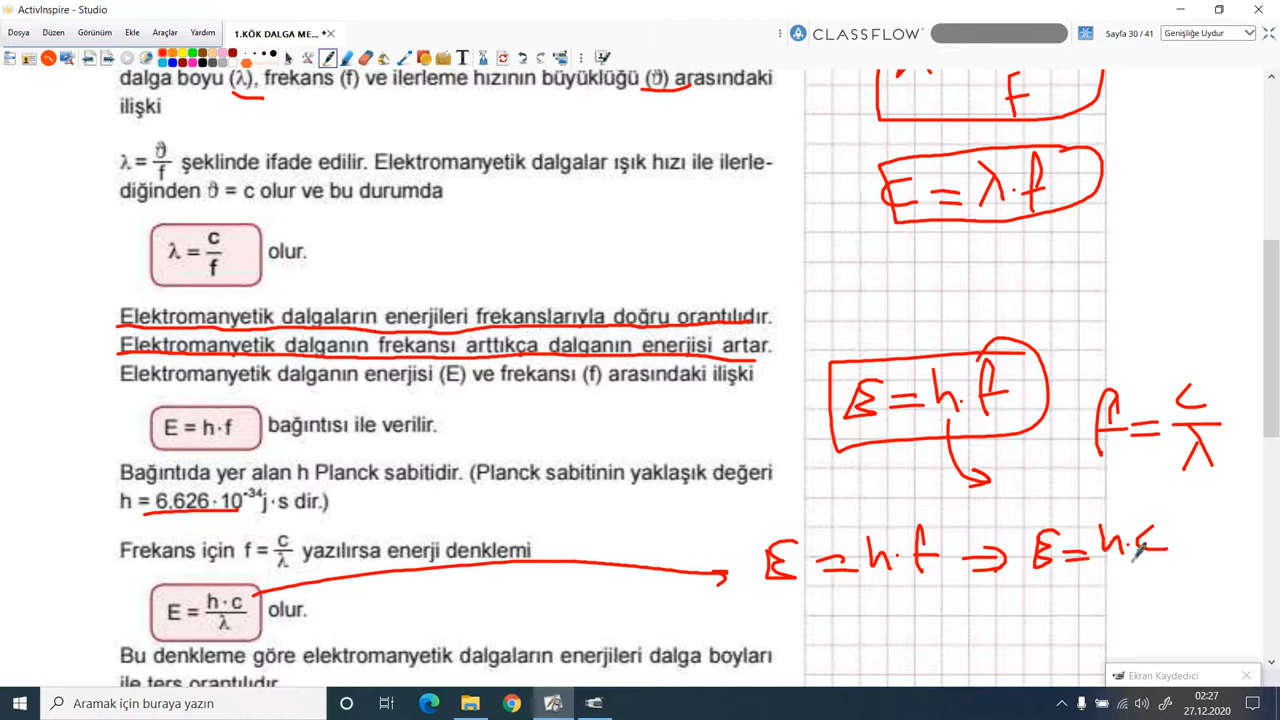 ActivInspire - Studio
Dosya Düzen Görünüm Ekle Araçlar Yardım
1.KÖK DALGA ME... *
CLASSFLOW
Sayfa 30 / 41
Genişliğe Uydur
dalga boyu (λ), frekans (f) ve ilerleme hızının büyüklüğü (ϑ) arasındaki
ilişki
λ = ϑ/f şeklinde ifade edilir. Elektromanyetik dalgalar ışık hızı ile ilerle-
diğinden ϑ = c olur ve bu durumda
λ = c/f olur.
Elektromanyetik dalgaların enerjileri frekanslarıyla doğru orantılıdır.
Elektromanyetik dalganın frekansı arttıkça dalganın enerjisi artar.
Elektromanyetik dalganın enerjisi (E) ve frekansı (f) arasındaki ilişki
E = h·f bağıntısı ile verilir.
Bağıntıda yer alan h Planck sabitidir. (Planck sabitinin yaklaşık değeri
h = 6,626·10⁻³⁴j·s dir.)
Frekans için f = c/λ yazılırsa enerji denklemi
E = h·c/λ olur.
Bu denkleme göre elektromanyetik dalgaların enerjileri dalga boyları
ile ters orantılıdır
f
c = λ.f
E = h.f
f = c/λ
E = h.f ⇒ E = h.c
Ekran Kaydedici
Aramak için buraya yazın
02:27
27.12.2020